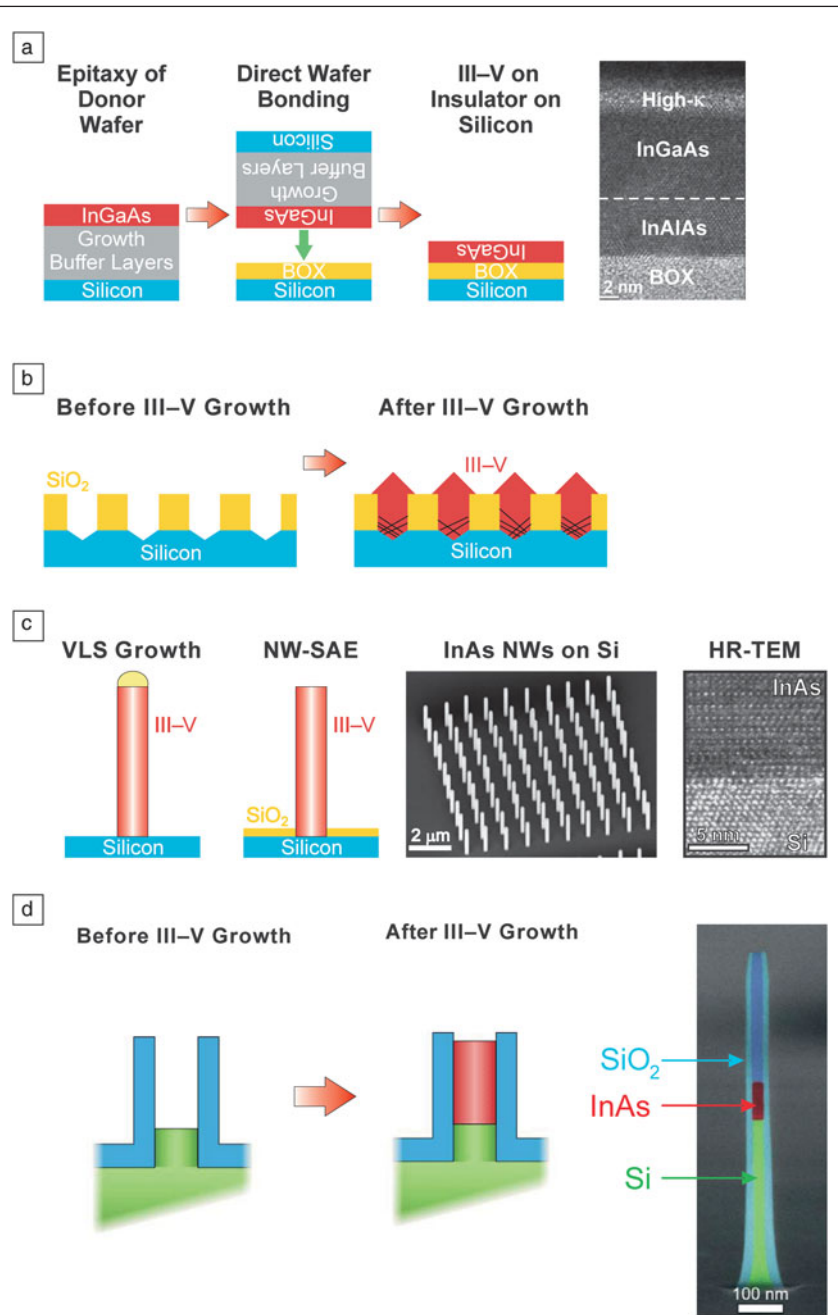 a
Epitaxy of
Donor
Wafer
Direct Wafer
Bonding
III–V on
Insulator on
Silicon
InGaAs
Growth
Buffer Layers
Silicon
Silicon
Buffer Layers
Growth
InGaAs
BOX
Silicon
InGaAs
BOX
Silicon
High-κ
InGaAs
InAlAs
BOX
2 nm
b
Before III–V Growth
After III–V Growth
SiO₂
Silicon
III–V
Silicon
c
VLS Growth
NW-SAE
InAs NWs on Si
HR-TEM
III–V
Silicon
III–V
SiO₂
Silicon
2 μm
InAs
5 nm
Si
d
Before III–V Growth
After III–V Growth
SiO₂
InAs
Si
100 nm